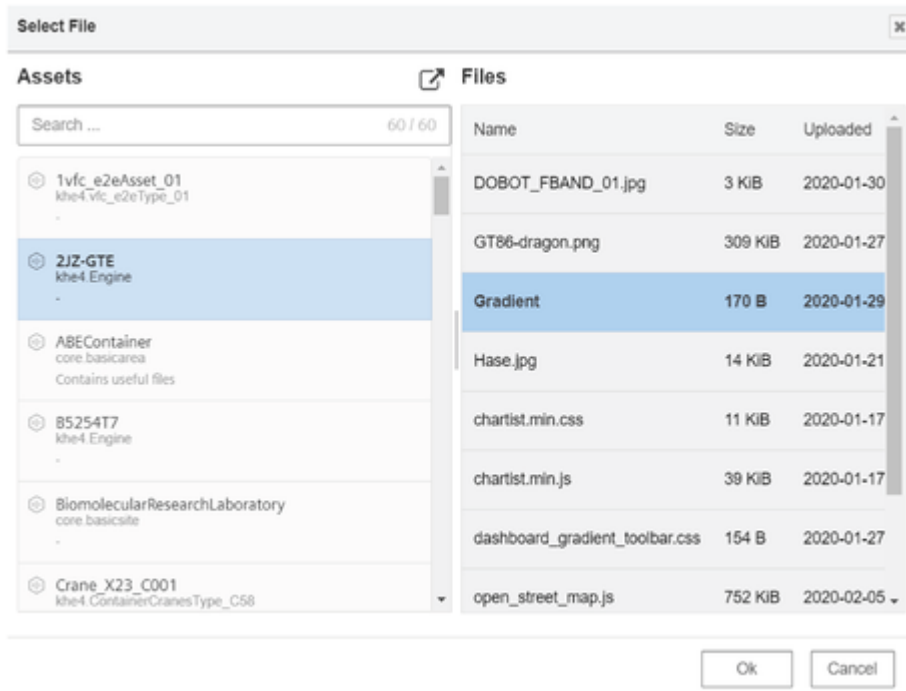 Select File
Assets
Search ...
60 / 60
1vfc_e2eAsset_01
khe4.vfc_e2eType_01
-
2JZ-GTE
khe4.Engine
-
ABEContainer
core.basicarea
Contains useful files
B5254T7
khe4.Engine
-
BiomolecularResearchLaboratory
core.basicsite
-
Crane_X23_C001
khe4.ContainerCranesType_C58
Files
Name Size Uploaded
DOBOT_FBAND_01.jpg 3 KiB 2020-01-30
GT86-dragon.png 309 KiB 2020-01-27
Gradient 170 B 2020-01-29
Hase.jpg 14 KiB 2020-01-21
chartist.min.css 11 KiB 2020-01-17
chartist.min.js 39 KiB 2020-01-17
dashboard_gradient_toolbar.css 154 B 2020-01-27
open_street_map.js 752 KiB 2020-02-05
Ok Cancel